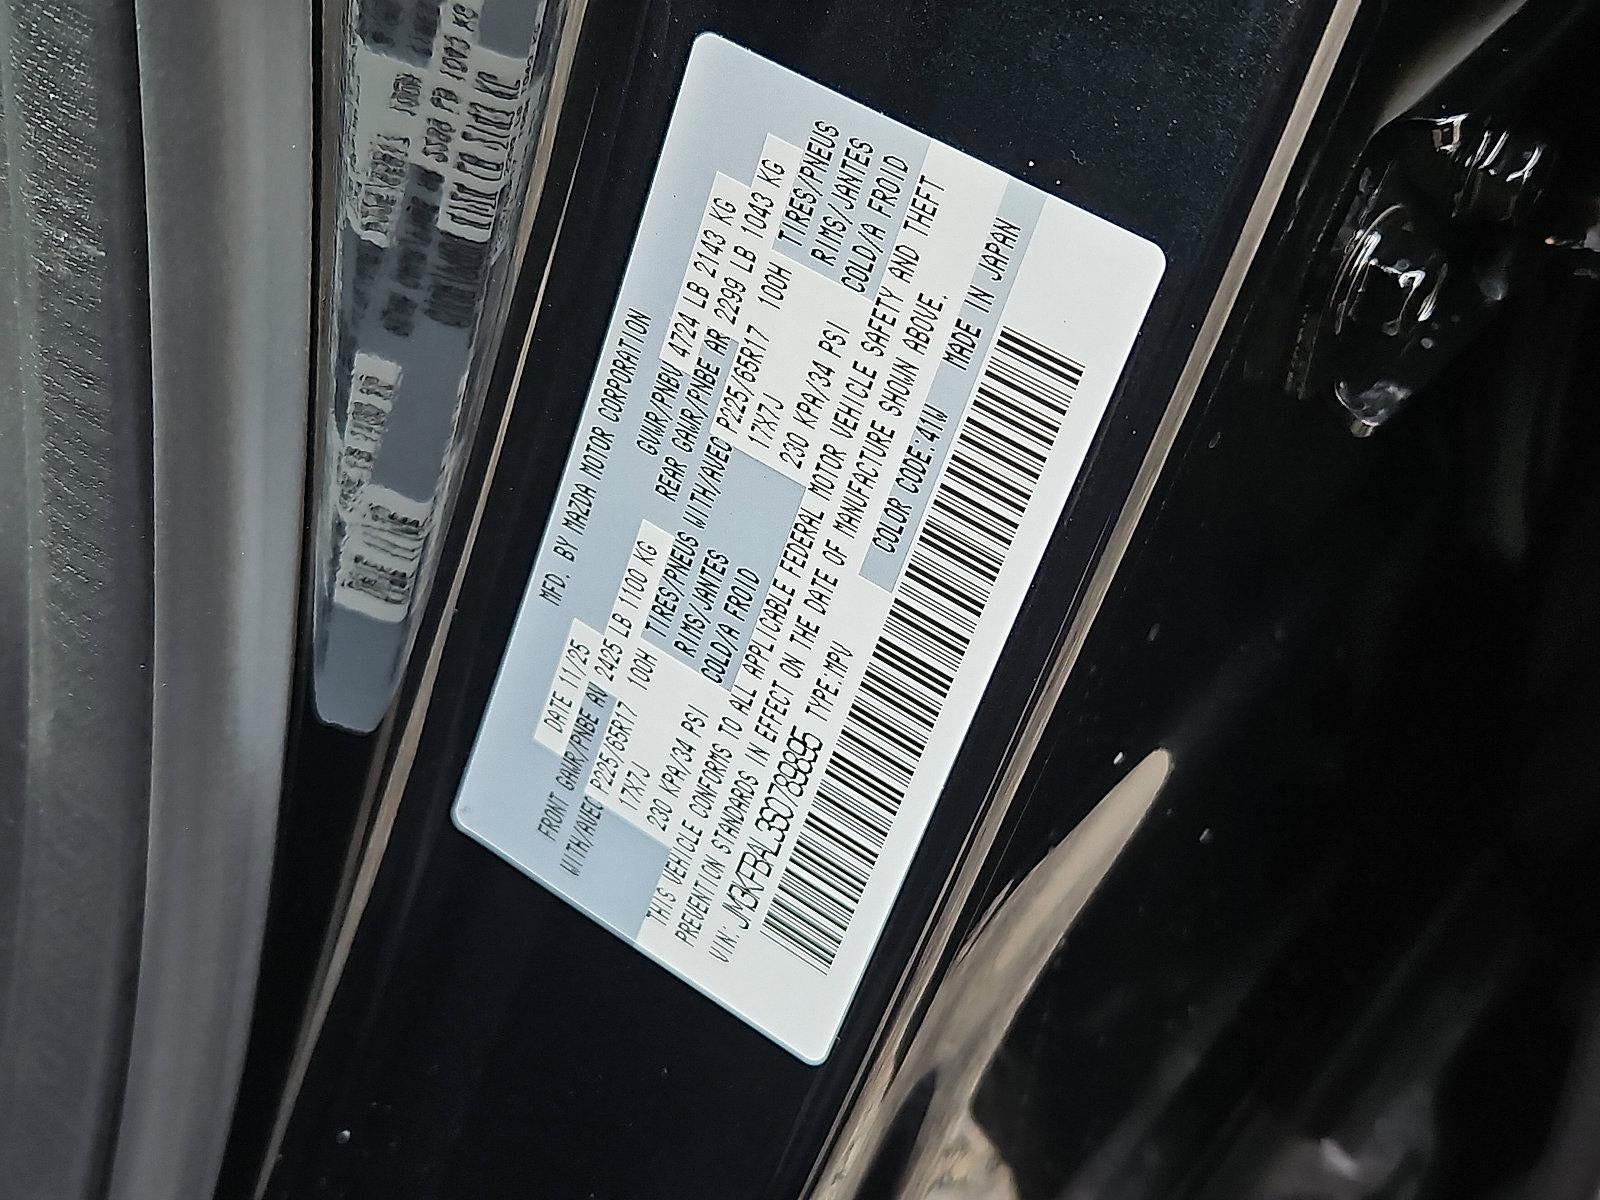 MFD. BY MAZDA MOTOR CORPORATION
DATE 11/25 GVWR/PNBV 4724 LB 2143 KG
FRONT GAWR/PNBE AV 2425 LB 1100 KG REAR GAWR/PNBE AR 2299 LB 1043 KG
WITH/AVEC P225/65R17 100H TIRES/PNEUS WITH/AVEC P225/65R17 100H TIRES/PNEUS
17X7J RIMS/JANTES 17X7J RIMS/JANTES
230 KPA/34 PSI COLD/A FROID 230 KPA/34 PSI COLD/A FROID
THIS VEHICLE CONFORMS TO ALL APPLICABLE FEDERAL MOTOR VEHICLE SAFETY AND THEFT
PREVENTION STANDARDS IN EFFECT ON THE DATE OF MANUFACTURE SHOWN ABOVE.
VIN: JM3KFBAL3S0789895 TYPE:MPV COLOR CODE:41W MADE IN JAPAN